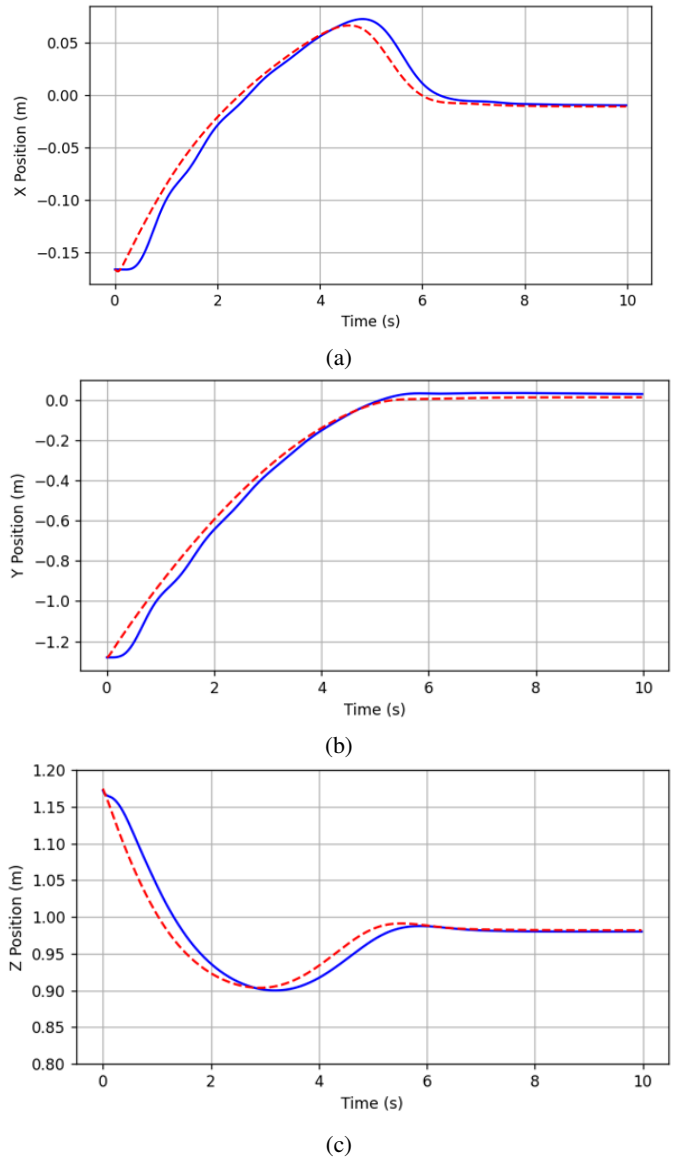 0.05
0.00
−0.05
−0.10
−0.15
X Position (m)
0 2 4 6 8 10
Time (s)
(a)
0.0
−0.2
−0.4
−0.6
−0.8
−1.0
−1.2
Y Position (m)
0 2 4 6 8 10
Time (s)
(b)
1.20
1.15
1.10
1.05
1.00
0.95
0.90
0.85
0.80
Z Position (m)
0 2 4 6 8 10
Time (s)
(c)